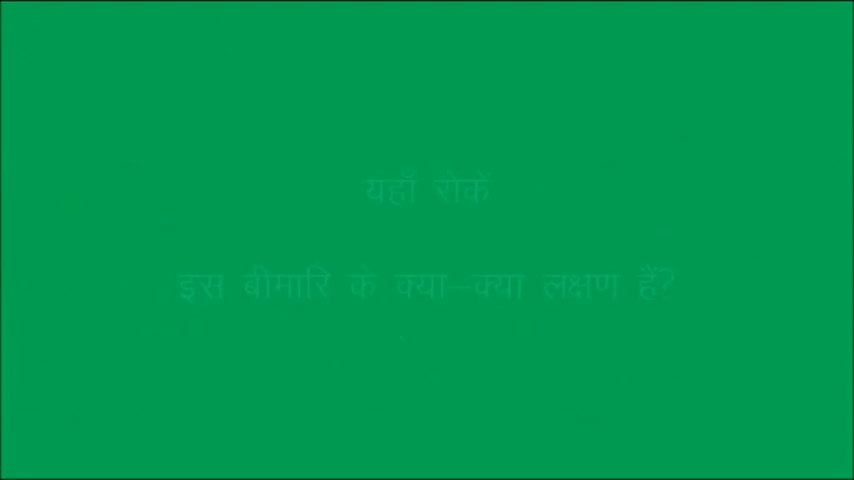 यहाँ रोकें
इस बीमारि के क्या–क्या लक्षण हैं?